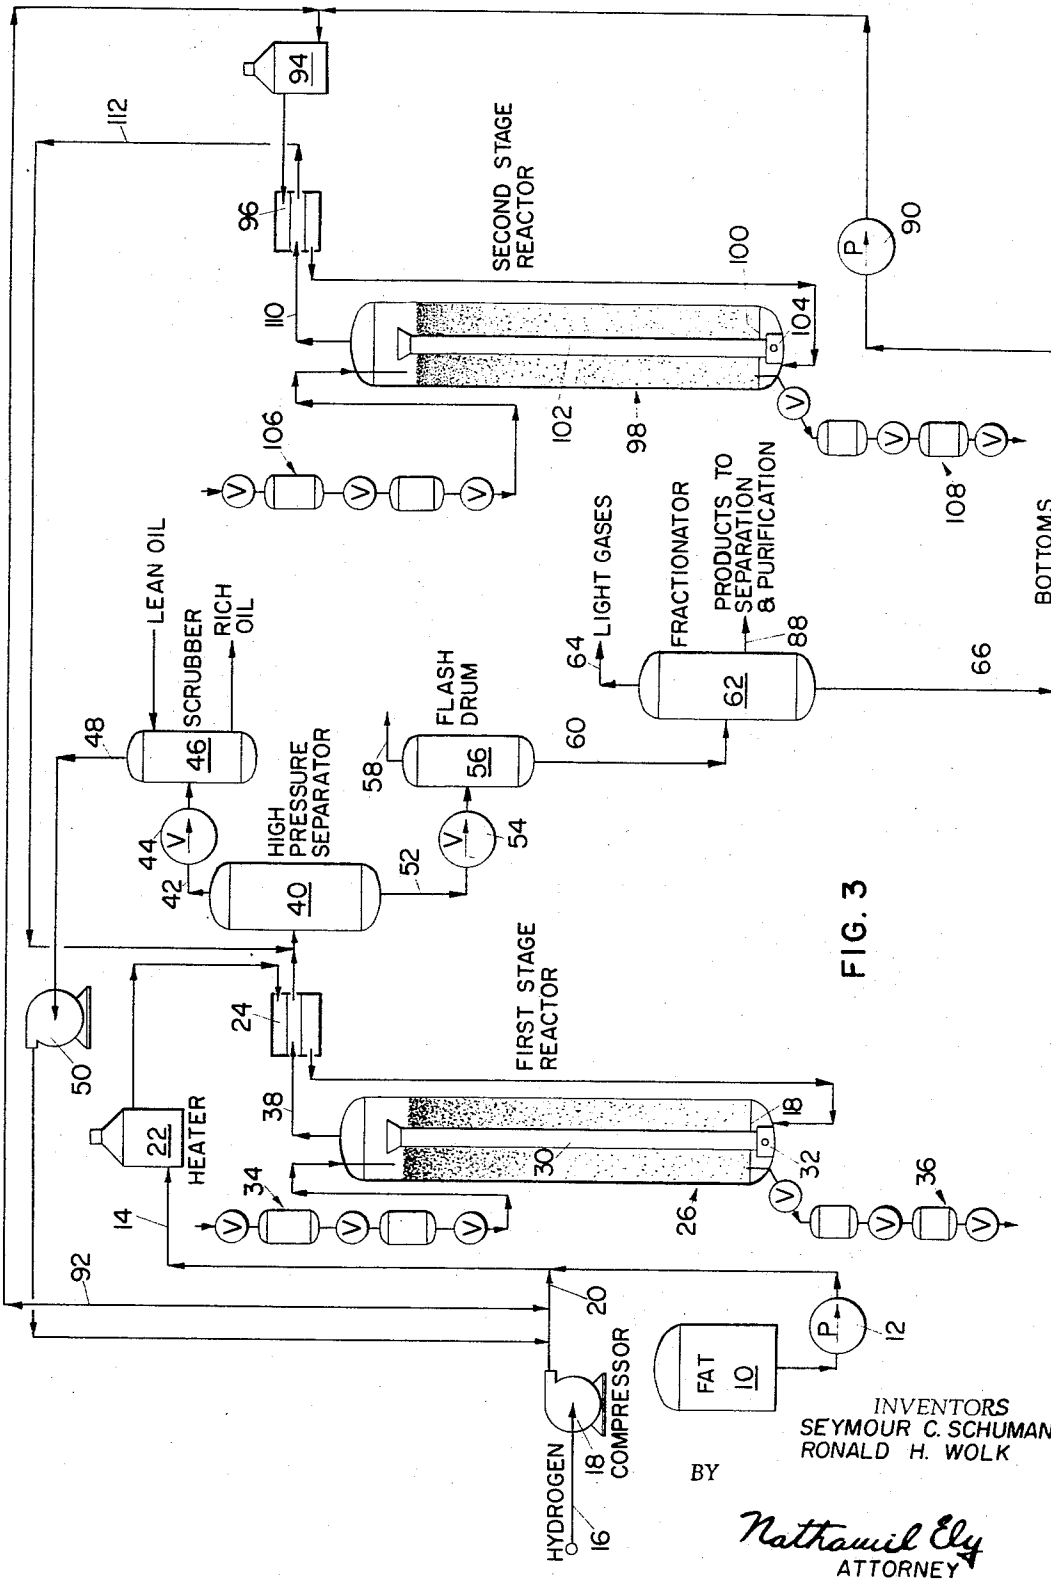 112
94
96
SECOND STAGE
REACTOR
P
90
110
100
104
102
98
V
106
V
V
V
V
V
108
LEAN OIL
SCRUBBER
RICH
OIL
48
46
44
V
42
HIGH
PRESSURE
SEPARATOR
40
52
58
FLASH
DRUM
56
60
V
54
64
LIGHT GASES
FRACTIONATOR
62
PRODUCTS TO
SEPARATION
& PURIFICATION
88
66
BOTTOMS
50
24
38
FIRST STAGE
REACTOR
22
HEATER
14
92
34
V
V
V
30
18
32
26
V
V
V
36
20
P
12
FAT
10
HYDROGEN
16
18
COMPRESSOR
FIG. 3
INVENTORS
SEYMOUR C. SCHUMAN
RONALD H. WOLK
BY
Nathaniel Ely
ATTORNEY